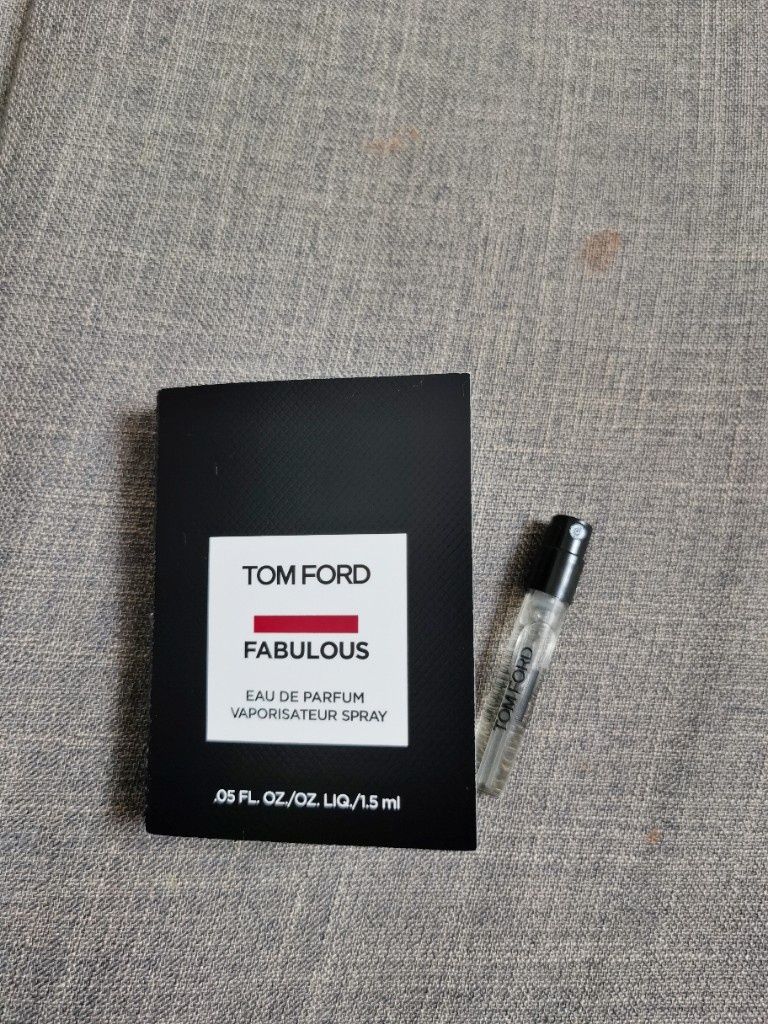 TOM FORD
FABULOUS
EAU DE PARFUM
VAPORISATEUR SPRAY
.05 FL. OZ./OZ. LIQ./1.5 ml
TOM FORD